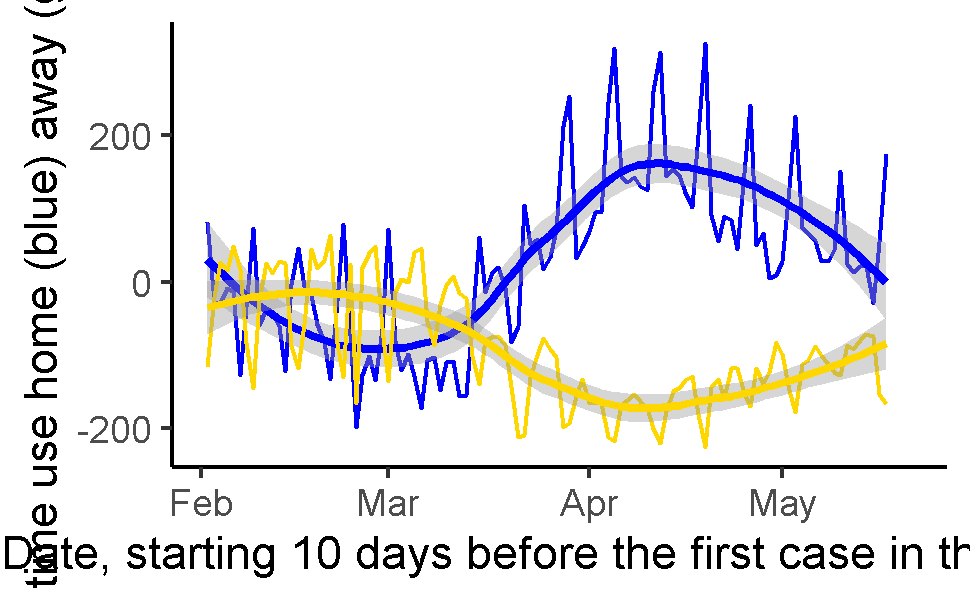 time use home (blue) away (
200
0
-200
Feb Mar Apr May
Date, starting 10 days before the first case in th